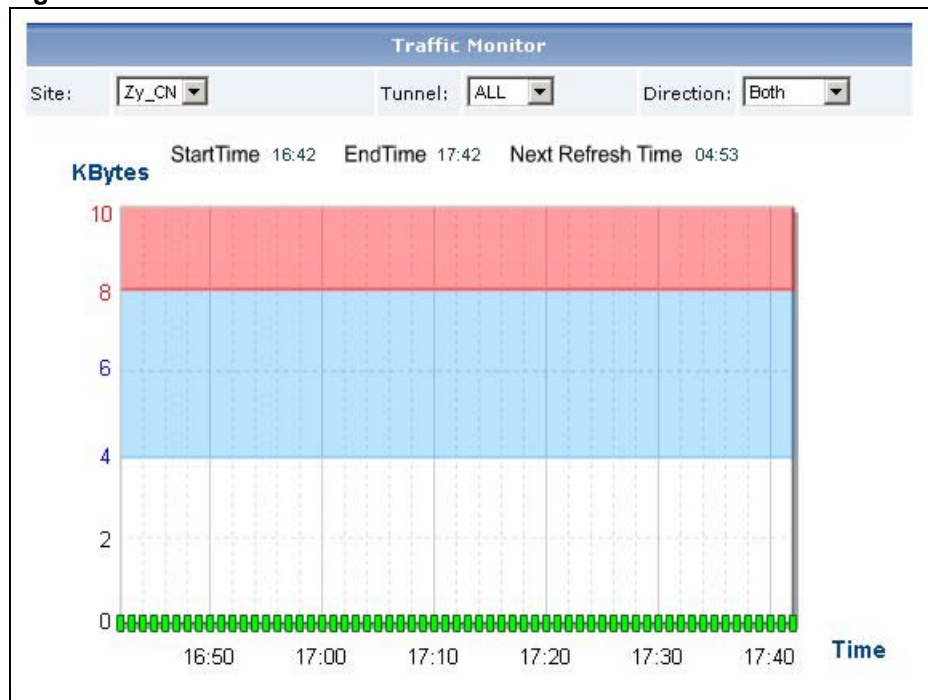 Traffic Monitor
Site: Zy_CN Tunnel: ALL Direction: Both
StartTime 16:42 EndTime 17:42 Next Refresh Time 04:53
KBytes
10
8
6
4
2
0
16:50 17:00 17:10 17:20 17:30 17:40 Time